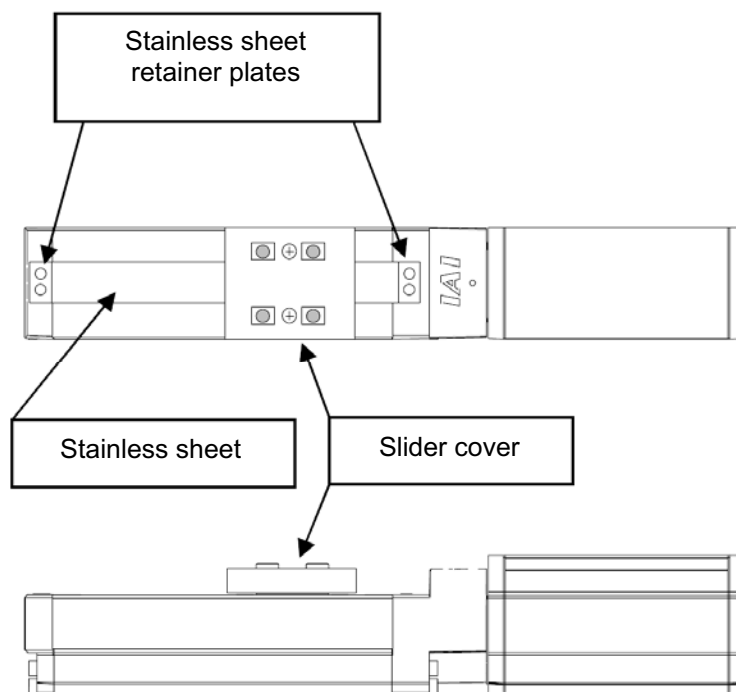 Stainless sheet
retainer plates
IAI
Stainless sheet
Slider cover